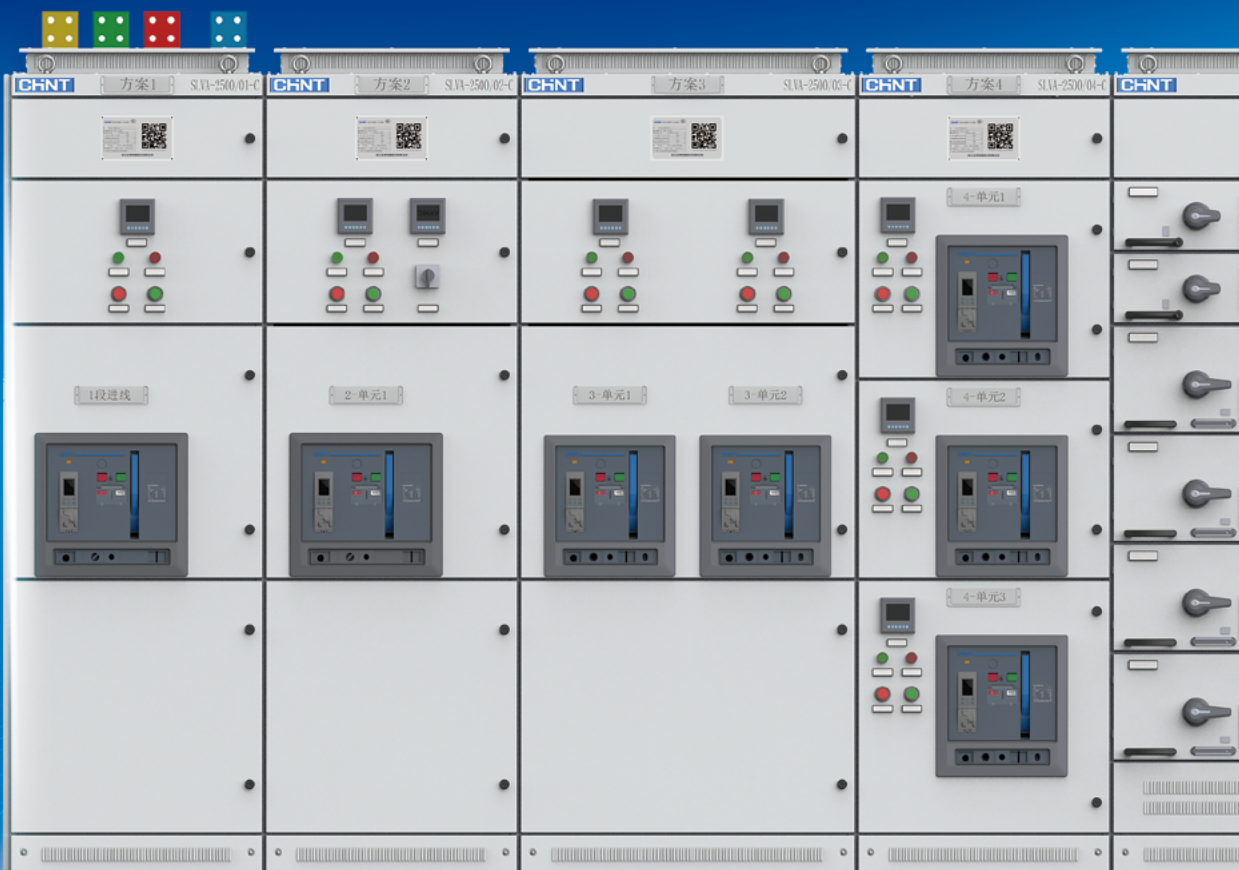 CHNT
方案1
SLVA-2500/01-C
CHNT
方案2
SLVA-2500/02-C
CHNT
方案3
SLVA-2500/03-C
CHNT
方案4
SLVA-2500/04-C
CHNT
4-单元1
1段进线
2-单元1
3-单元1
3-单元2
4-单元2
4-单元3